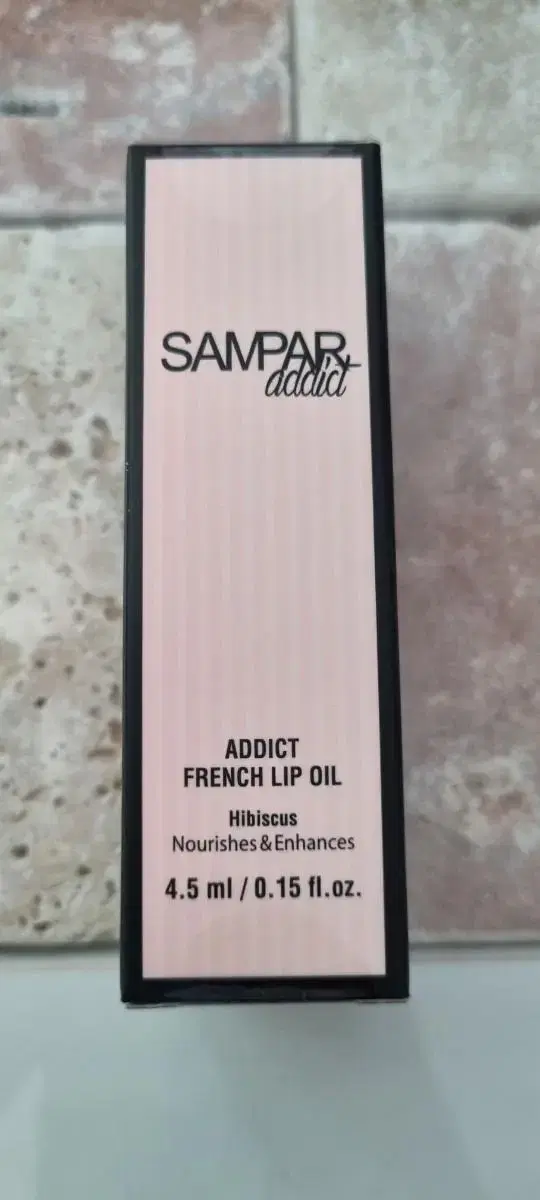 SAMPAR
addict
ADDICT
FRENCH LIP OIL
Hibiscus
Nourishes & Enhances
4.5 ml / 0.15 fl.oz.